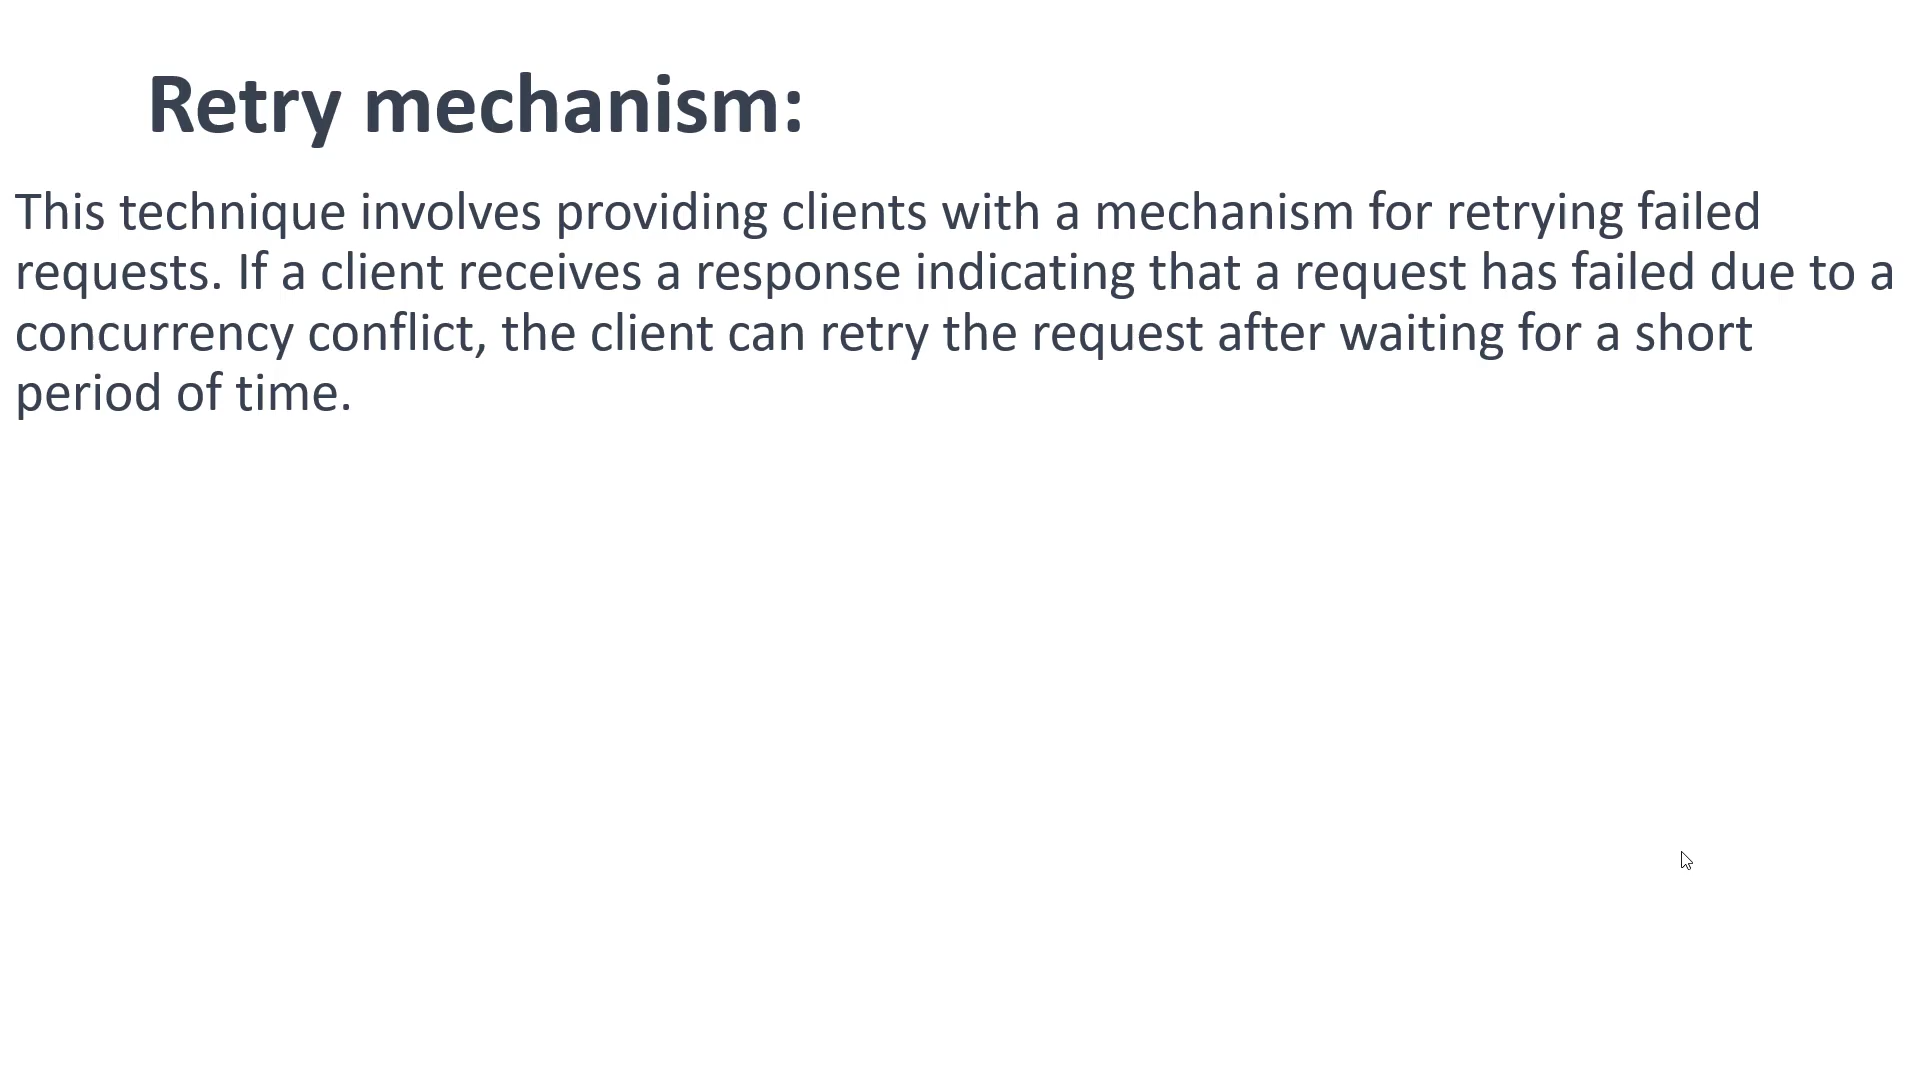 Retry mechanism:
This technique involves providing clients with a mechanism for retrying failed
requests. If a client receives a response indicating that a request has failed due to a
concurrency conflict, the client can retry the request after waiting for a short
period of time.